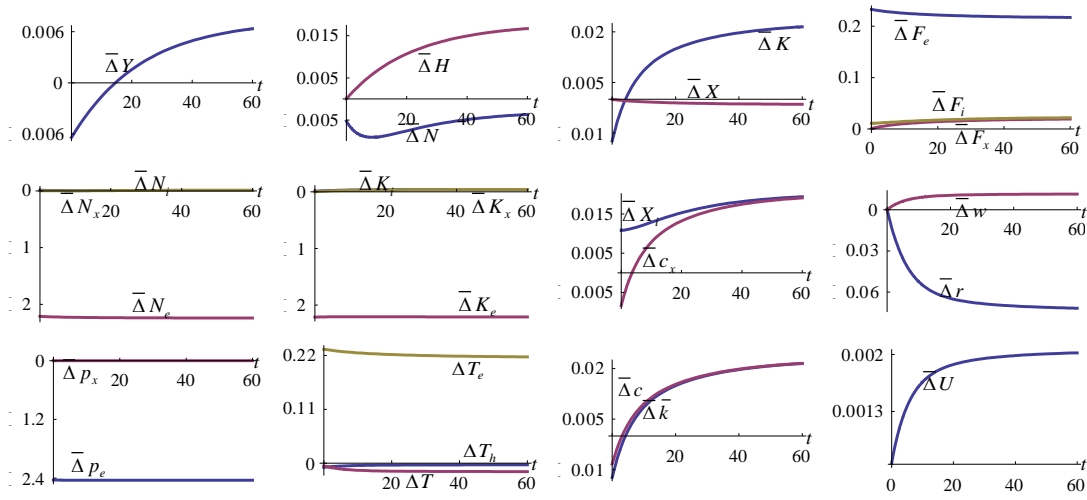 0.006
Δ̄ Y
t
0
20
40
60
0.006
0.015
Δ̄ H
0.005
t
20
40
60
0.005
Δ̄ N
0.02
Δ̄ K
0.005
Δ̄ X
t
20
40
60
0.01
0.2
Δ̄ F_e
0.1
Δ̄ F_i
t
0
Δ̄ F_x
0
20
40
60
0
Δ̄ N_i
t
Δ̄ N_x
20
40
60
1
Δ̄ N_e
2
0
Δ̄ K_i
t
20
40
Δ̄ K_x
60
1
Δ̄ K_e
2
0.015
Δ̄ X_i
0.005
Δ̄ c_x
t
20
40
60
0.005
t
0
Δ̄ w
20
40
60
0.03
Δ̄ r
0.06
0
t
Δ̄ p_x
20
40
60
1.2
Δ̄ p_e
2.4
0.22
ΔT_e
0.11
ΔT_h
t
0
ΔT
20
40
60
0.02
Δ̄ c
0.005
Δ̄ k̄
t
20
40
60
0.01
0.002
Δ̄ U
0.0013
t
0
20
40
60